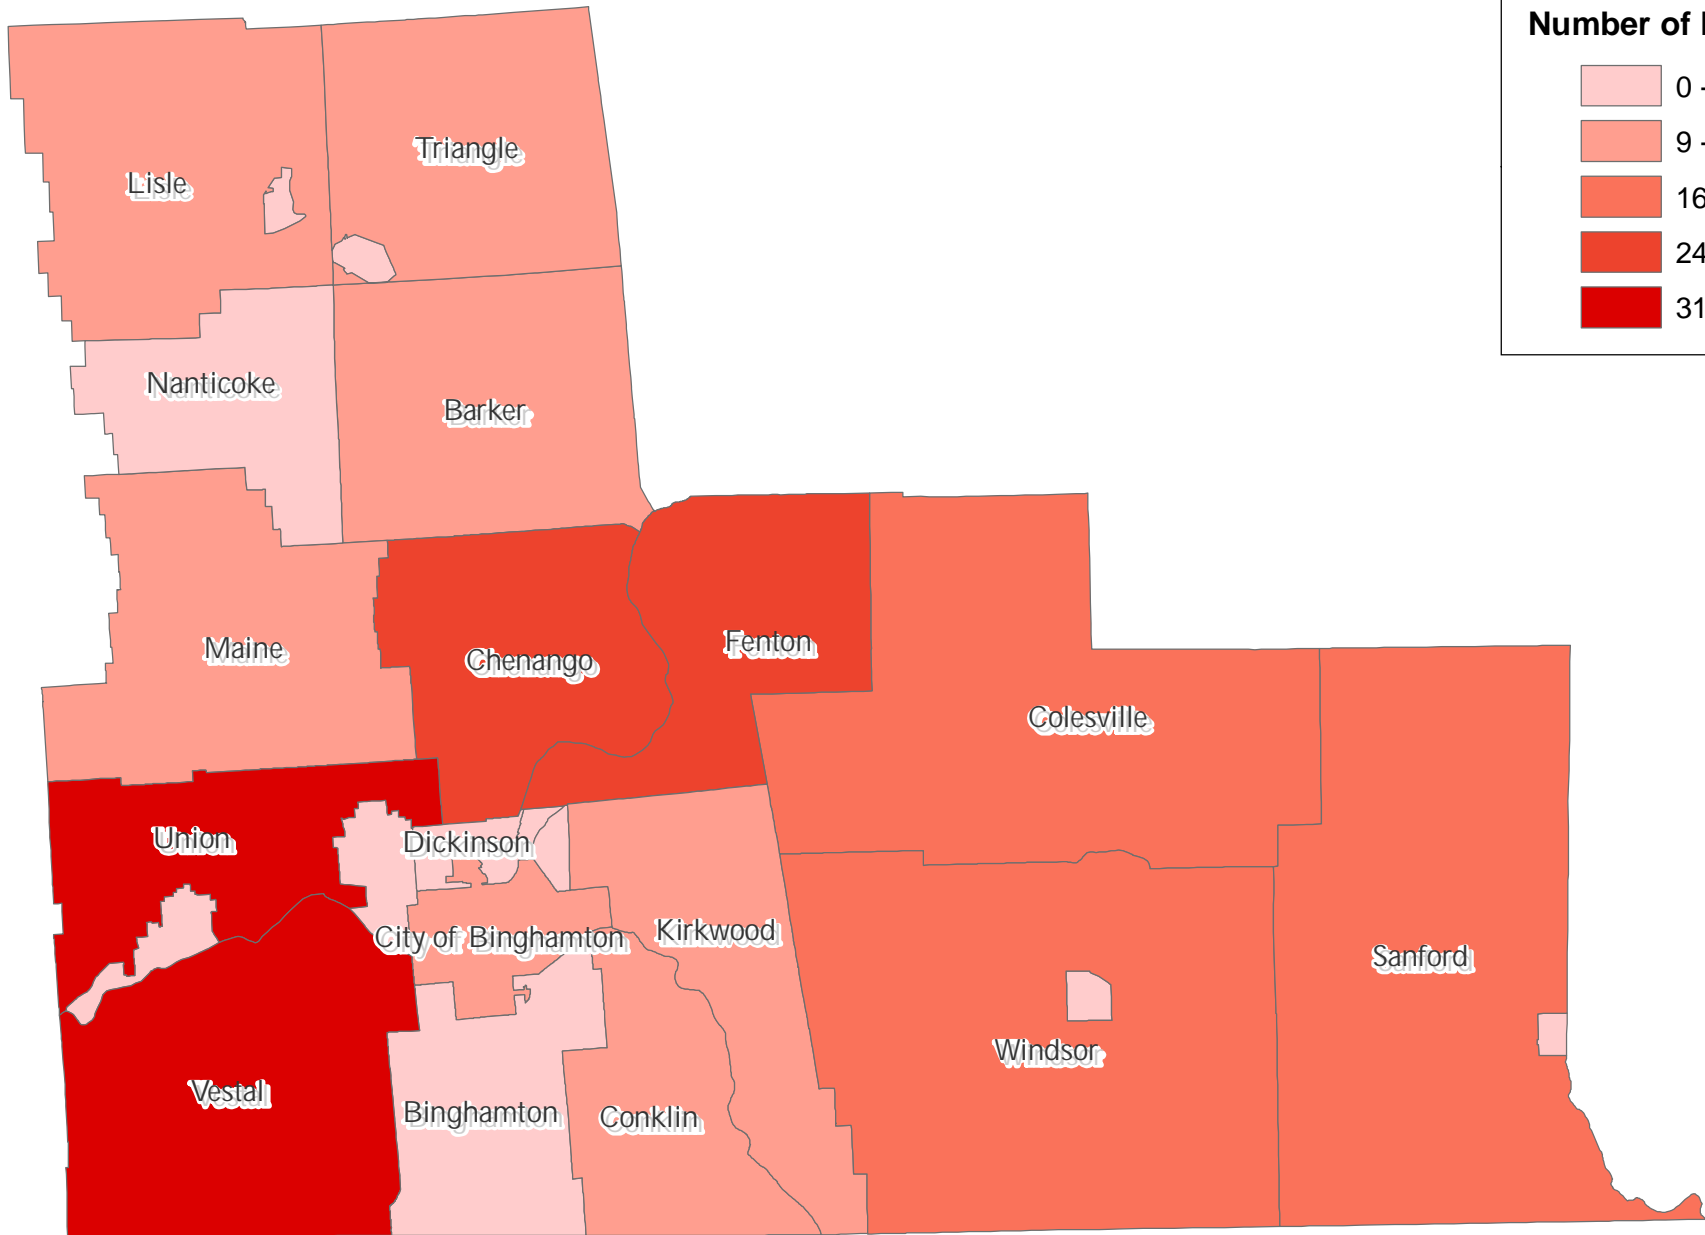 Number of
0 -
9 -
16
24
31
Triangle
Lisle
Nanticoke
Barker
Maine
Chenango
Fenton
Colesville
Union
Dickinson
City of Binghamton
Kirkwood
Sanford
Windsor
Vestal
Binghamton
Conklin